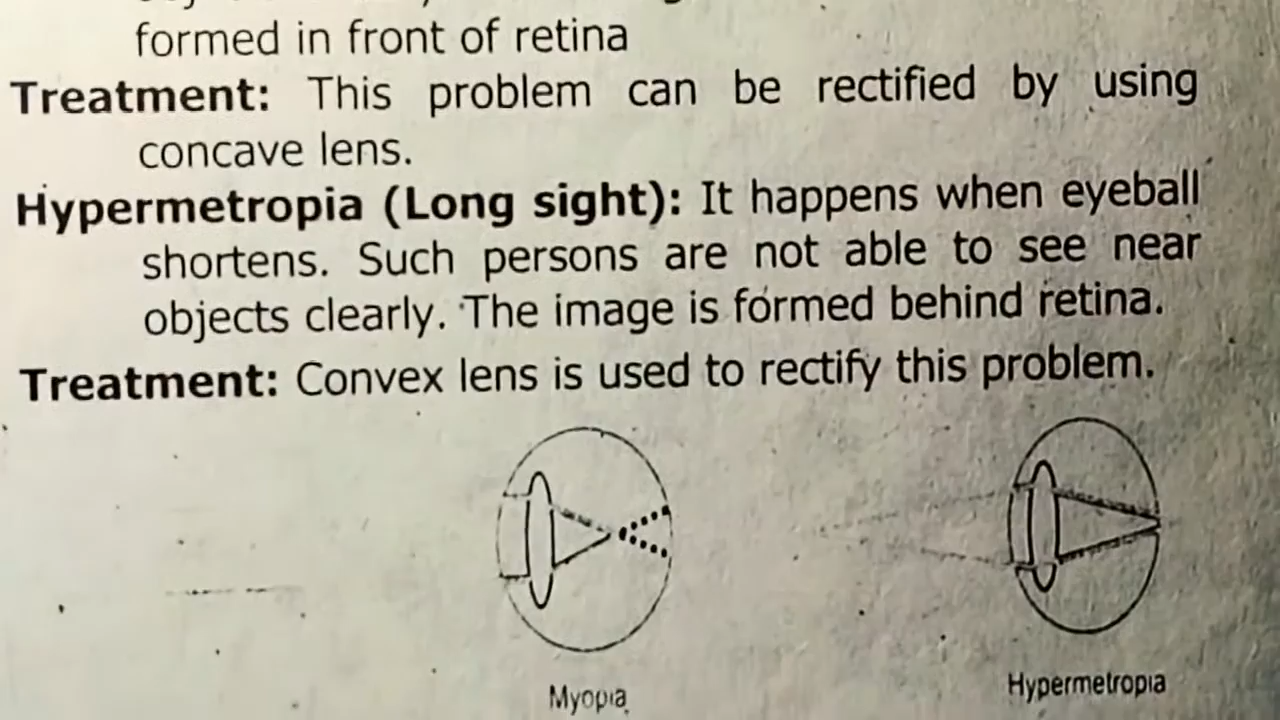 formed in front of retina
Treatment: This problem can be rectified by using
concave lens.
Hypermetropia (Long sight): It happens when eyeball
shortens. Such persons are not able to see near
objects clearly. The image is formed behind retina.
Treatment: Convex lens is used to rectify this problem.
Myopia
Hypermetropia